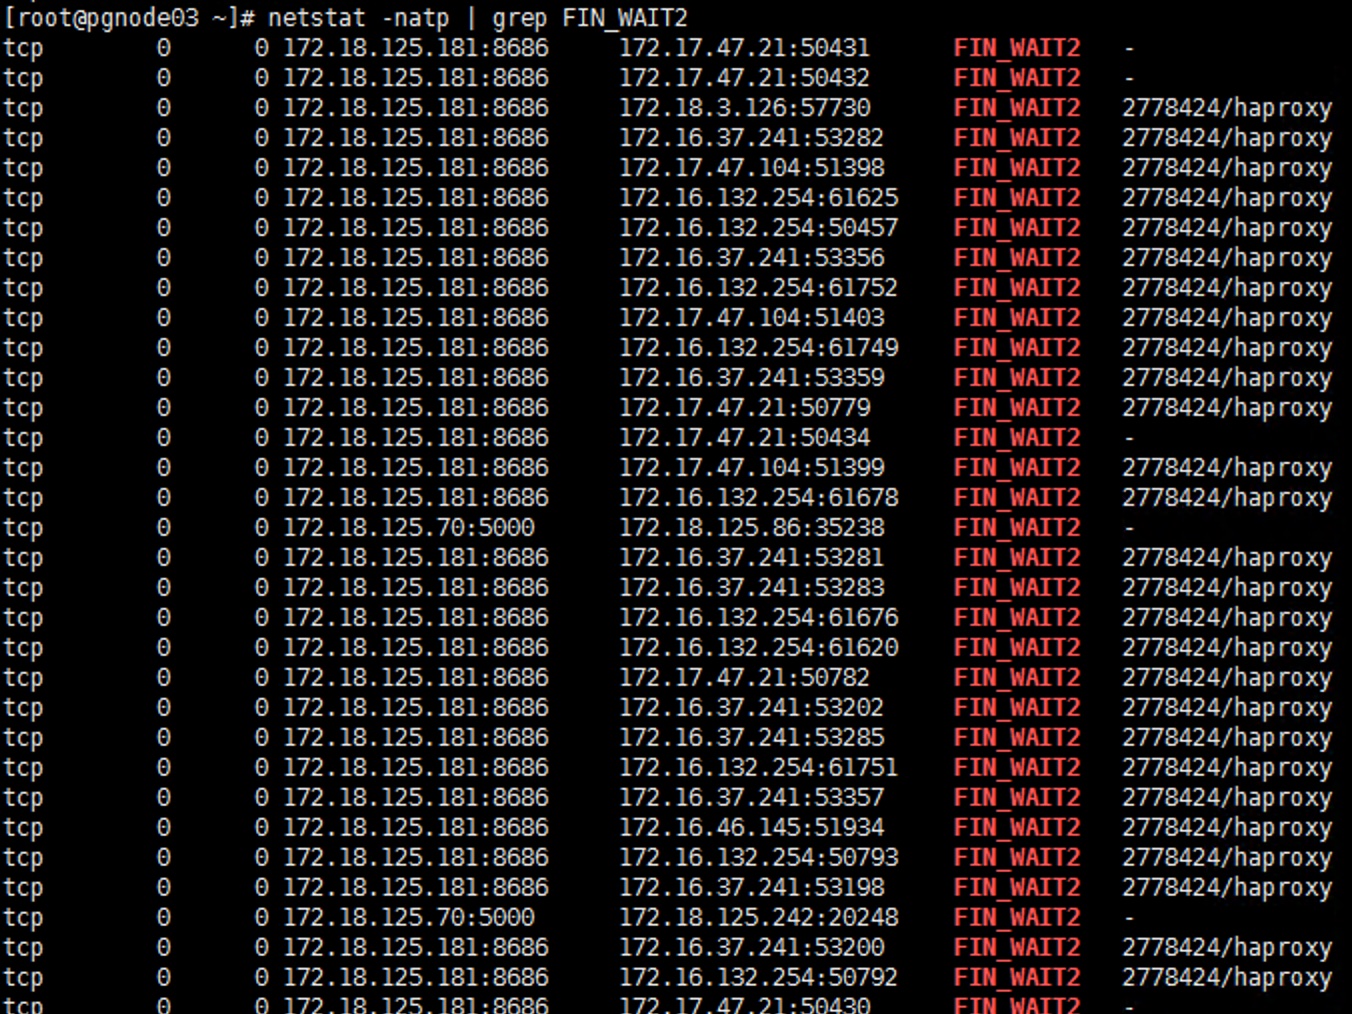 [root@pgnode03 ~]# netstat -natp | grep FIN_WAIT2
tcp 0 0 172.18.125.181:8686 172.17.47.21:50431 FIN_WAIT2 -
tcp 0 0 172.18.125.181:8686 172.17.47.21:50432 FIN_WAIT2 -
tcp 0 0 172.18.125.181:8686 172.18.3.126:57730 FIN_WAIT2 2778424/haproxy
tcp 0 0 172.18.125.181:8686 172.16.37.241:53282 FIN_WAIT2 2778424/haproxy
tcp 0 0 172.18.125.181:8686 172.17.47.104:51398 FIN_WAIT2 2778424/haproxy
tcp 0 0 172.18.125.181:8686 172.16.132.254:61625 FIN_WAIT2 2778424/haproxy
tcp 0 0 172.18.125.181:8686 172.16.132.254:50457 FIN_WAIT2 2778424/haproxy
tcp 0 0 172.18.125.181:8686 172.16.37.241:53356 FIN_WAIT2 2778424/haproxy
tcp 0 0 172.18.125.181:8686 172.16.132.254:61752 FIN_WAIT2 2778424/haproxy
tcp 0 0 172.18.125.181:8686 172.17.47.104:51403 FIN_WAIT2 2778424/haproxy
tcp 0 0 172.18.125.181:8686 172.16.132.254:61749 FIN_WAIT2 2778424/haproxy
tcp 0 0 172.18.125.181:8686 172.16.37.241:53359 FIN_WAIT2 2778424/haproxy
tcp 0 0 172.18.125.181:8686 172.17.47.21:50779 FIN_WAIT2 2778424/haproxy
tcp 0 0 172.18.125.181:8686 172.17.47.21:50434 FIN_WAIT2 -
tcp 0 0 172.18.125.181:8686 172.17.47.104:51399 FIN_WAIT2 2778424/haproxy
tcp 0 0 172.18.125.181:8686 172.16.132.254:61678 FIN_WAIT2 2778424/haproxy
tcp 0 0 172.18.125.70:5000 172.18.125.86:35238 FIN_WAIT2 -
tcp 0 0 172.18.125.181:8686 172.16.37.241:53281 FIN_WAIT2 2778424/haproxy
tcp 0 0 172.18.125.181:8686 172.16.37.241:53283 FIN_WAIT2 2778424/haproxy
tcp 0 0 172.18.125.181:8686 172.16.132.254:61676 FIN_WAIT2 2778424/haproxy
tcp 0 0 172.18.125.181:8686 172.16.132.254:61620 FIN_WAIT2 2778424/haproxy
tcp 0 0 172.18.125.181:8686 172.17.47.21:50782 FIN_WAIT2 2778424/haproxy
tcp 0 0 172.18.125.181:8686 172.16.37.241:53202 FIN_WAIT2 2778424/haproxy
tcp 0 0 172.18.125.181:8686 172.16.37.241:53285 FIN_WAIT2 2778424/haproxy
tcp 0 0 172.18.125.181:8686 172.16.132.254:61751 FIN_WAIT2 2778424/haproxy
tcp 0 0 172.18.125.181:8686 172.16.37.241:53357 FIN_WAIT2 2778424/haproxy
tcp 0 0 172.18.125.181:8686 172.16.46.145:51934 FIN_WAIT2 2778424/haproxy
tcp 0 0 172.18.125.181:8686 172.16.132.254:50793 FIN_WAIT2 2778424/haproxy
tcp 0 0 172.18.125.181:8686 172.16.37.241:53198 FIN_WAIT2 2778424/haproxy
tcp 0 0 172.18.125.70:5000 172.18.125.242:20248 FIN_WAIT2 -
tcp 0 0 172.18.125.181:8686 172.16.37.241:53200 FIN_WAIT2 2778424/haproxy
tcp 0 0 172.18.125.181:8686 172.16.132.254:50792 FIN_WAIT2 2778424/haproxy
tcp 0 0 172.18.125.181:8686 172.17.47.21:50430 FIN_WAIT2 -